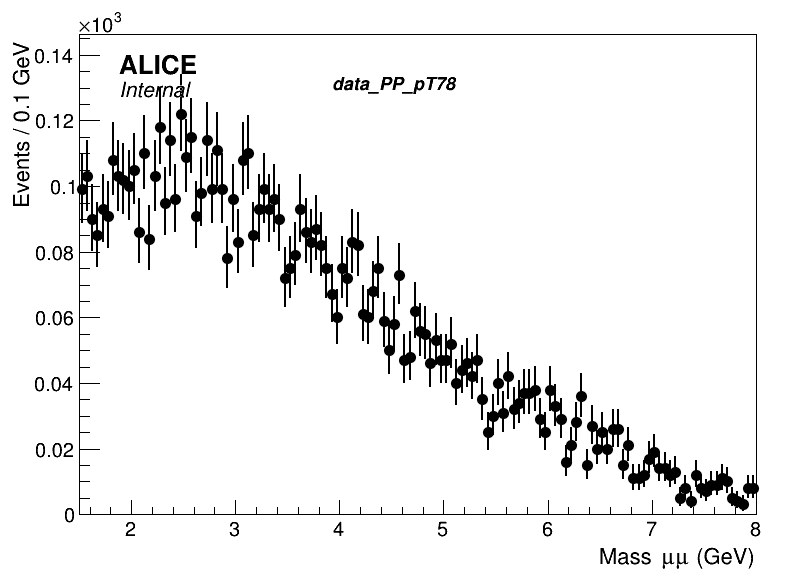 ×10³
0.14
0.12
0.1
0.08
0.06
0.04
0.02
0
Events / 0.1 GeV
ALICE
Internal
data_PP_pT78
2 3 4 5 6 7 8
Mass μμ (GeV)